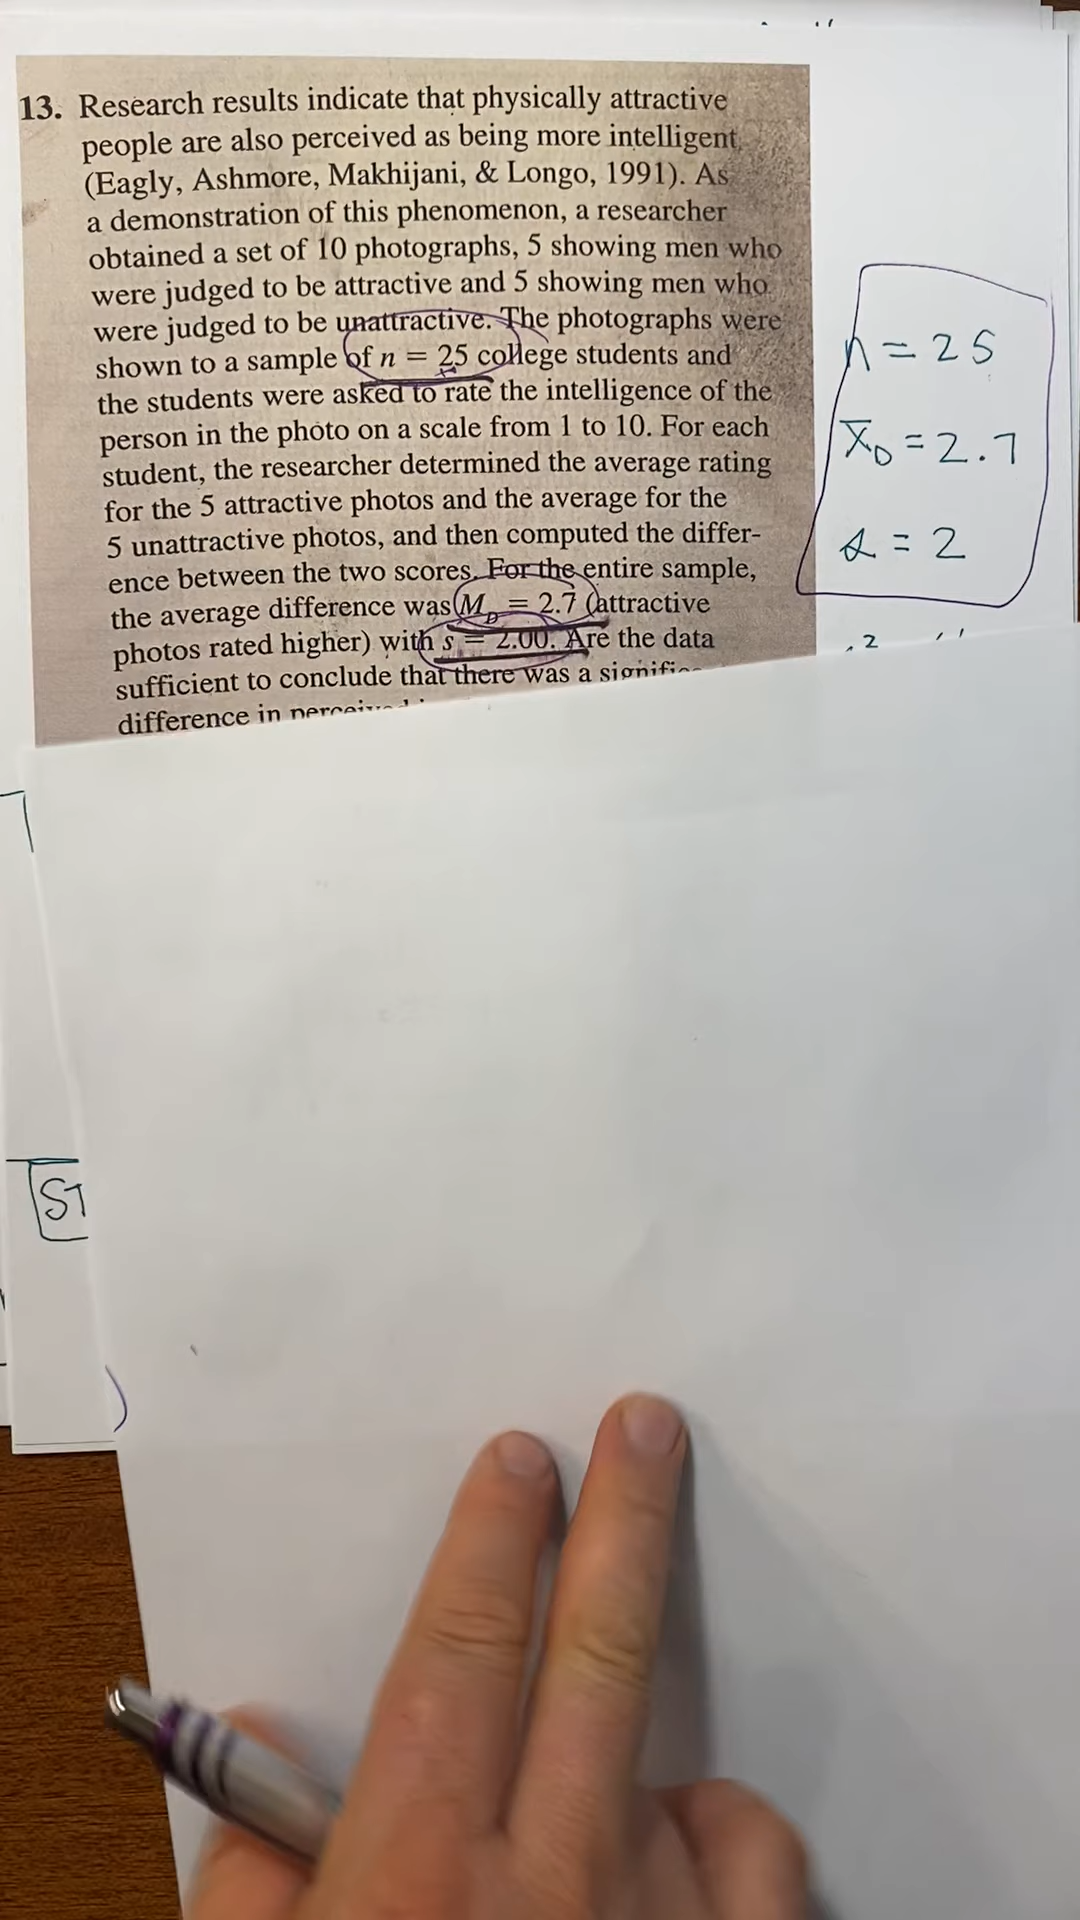 13. Research results indicate that physically attractive
people are also perceived as being more intelligent
(Eagly, Ashmore, Makhijani, & Longo, 1991). As
a demonstration of this phenomenon, a researcher
obtained a set of 10 photographs, 5 showing men who
were judged to be attractive and 5 showing men who
were judged to be unattractive. The photographs were
shown to a sample of n = 25 college students and
the students were asked to rate the intelligence of the
person in the photo on a scale from 1 to 10. For each
student, the researcher determined the average rating
for the 5 attractive photos and the average for the
5 unattractive photos, and then computed the differ-
ence between the two scores. For the entire sample,
the average difference was M_D = 2.7 (attractive
photos rated higher) with s = 2.00. Are the data
sufficient to conclude that there was a
difference in
n = 25
X̄_D = 2.7
= 2
2
ST